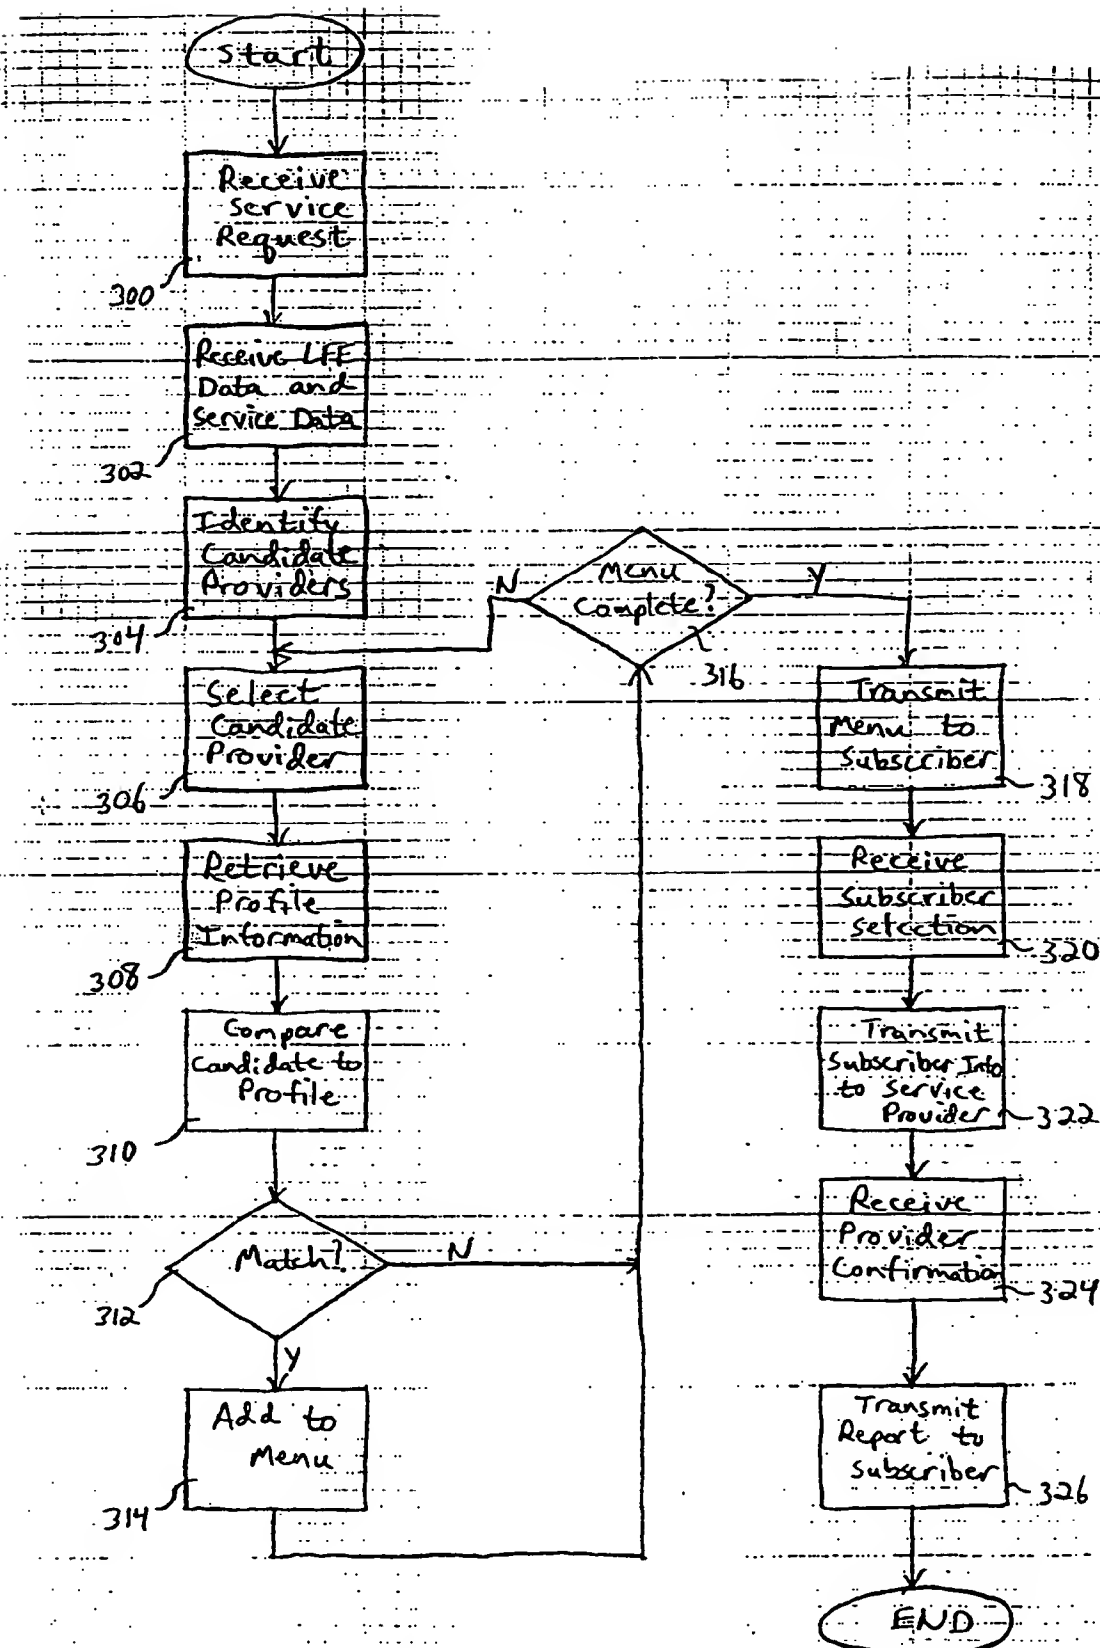 Start
Receive
Service
Request
300
Receive LFE
Data and
Service Data
302
Identify
Candidate
Providers
304
Select
Candidate
Provider
306
Retrieve
Profile
Information
308
Compare
Candidate to
Profile
310
Match?
N
312
Y
Add to
Menu
314
Menu
Complete?
N
Y
316
Transmit
Menu to
Subscriber
318
Receive
Subscriber
Selection
320
Transmit
Subscriber Info
to Service
Provider
322
Receive
Provider
Confirmation
324
Transmit
Report to
Subscriber
326
END